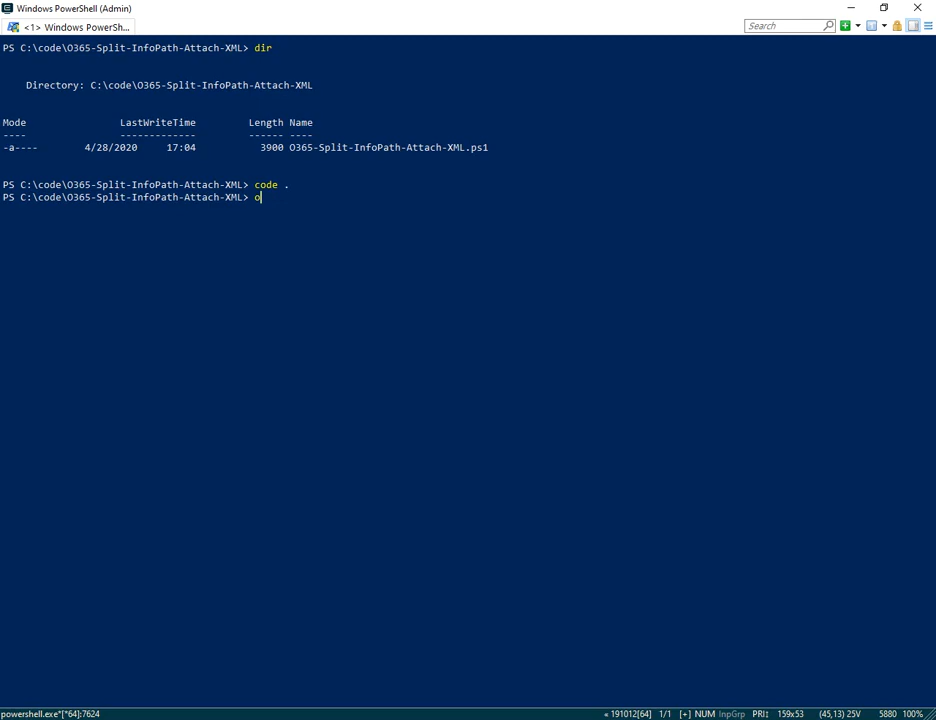 Windows PowerShell (Admin)
<1> Windows PowerSh...
Search
PS C:\code\O365-Split-InfoPath-Attach-XML> dir
Directory: C:\code\O365-Split-InfoPath-Attach-XML
Mode LastWriteTime Length Name
---- ------------- ------ ----
-a---- 4/28/2020 17:04 3900 O365-Split-InfoPath-Attach-XML.ps1
PS C:\code\O365-Split-InfoPath-Attach-XML> code .
PS C:\code\O365-Split-InfoPath-Attach-XML> o
powershell.exe*[*64]:7624 « 191012[64] 1/1 [+] NUM InpGrp PRI↕ 159x53 (45,13) 25V 5880 100%